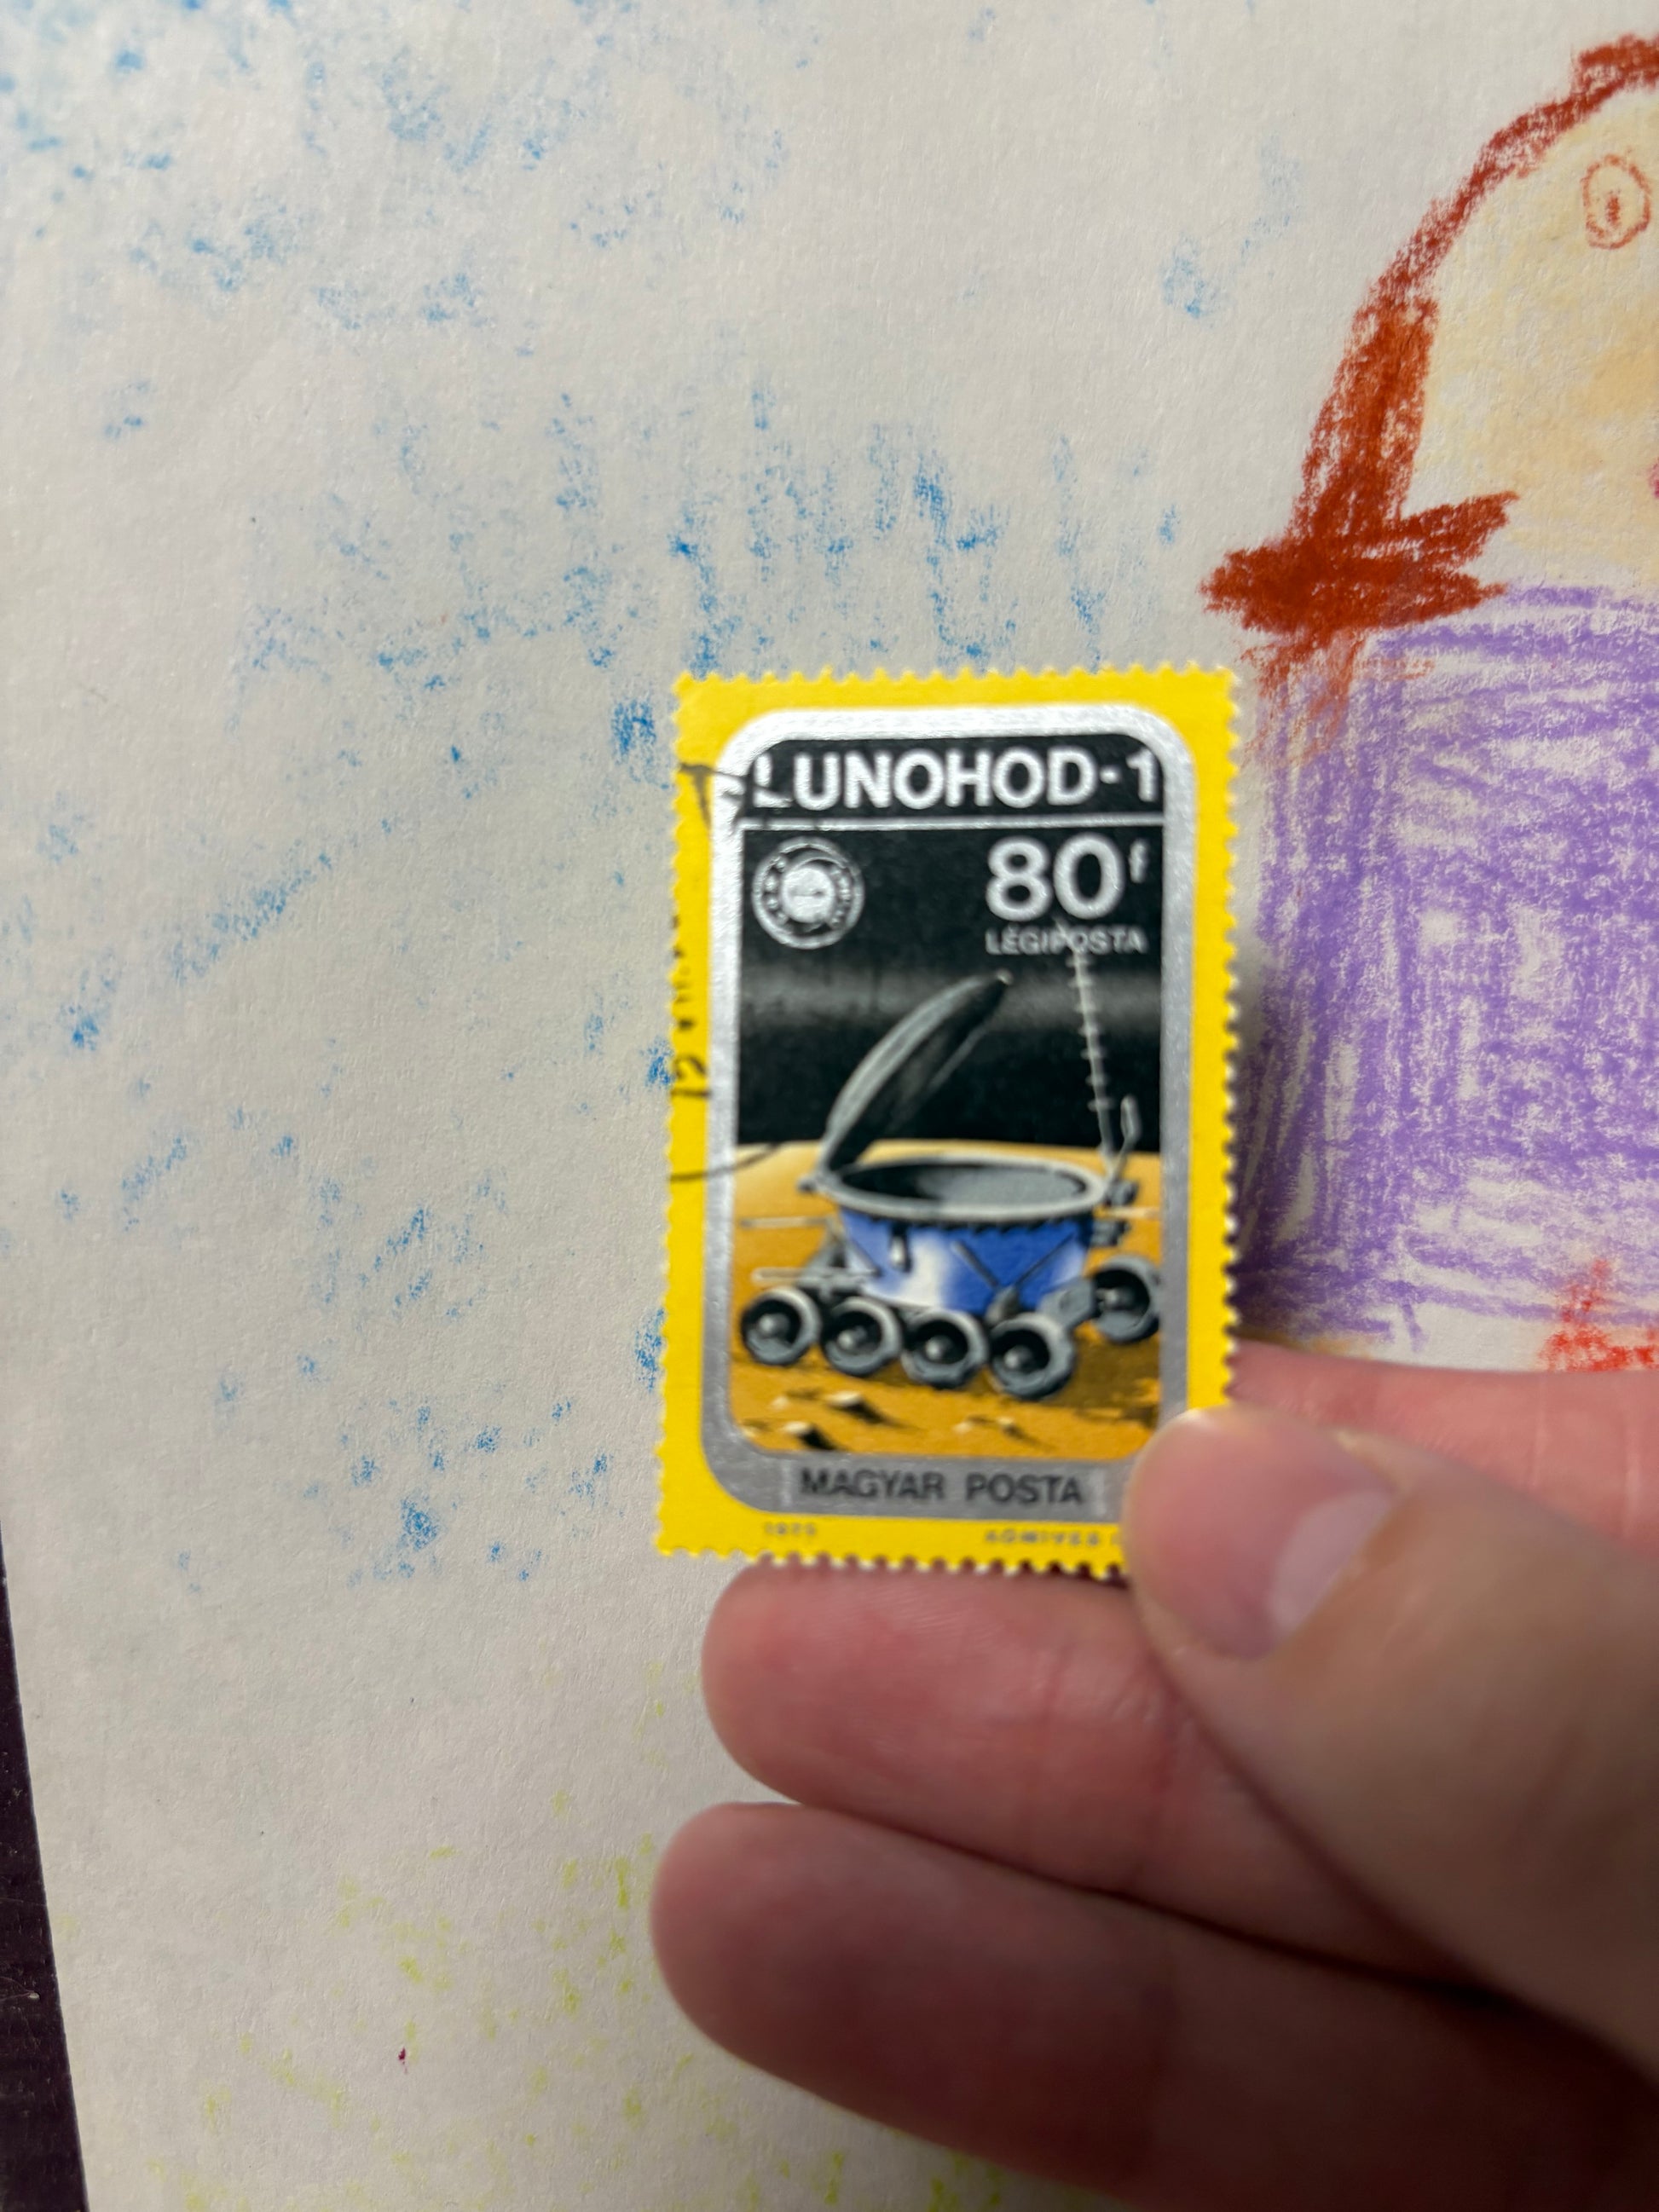 LUNOHOD-1
80f
LÉGIPOSTA
MAGYAR POSTA